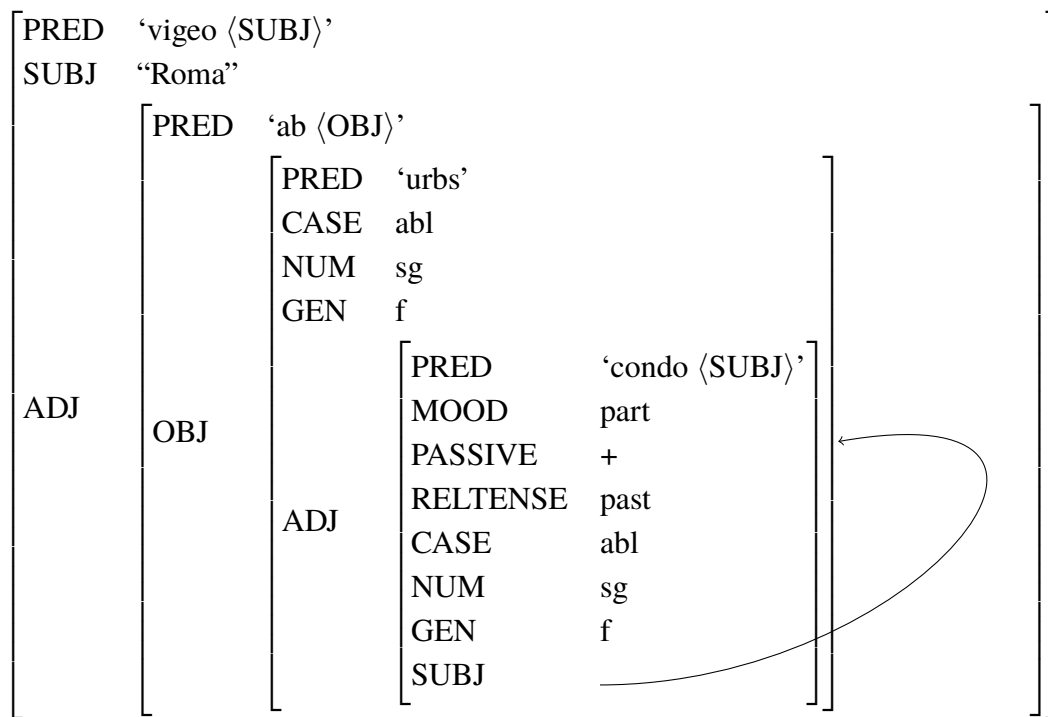 PRED ‘vigeo ⟨SUBJ⟩’
SUBJ “Roma”
PRED ‘ab ⟨OBJ⟩’
PRED ‘urbs’
CASE abl
NUM sg
GEN f
PRED ‘condo ⟨SUBJ⟩’
ADJ OBJ MOOD part
PASSIVE +
RELTENSE past
ADJ CASE abl
NUM sg
GEN f
SUBJ